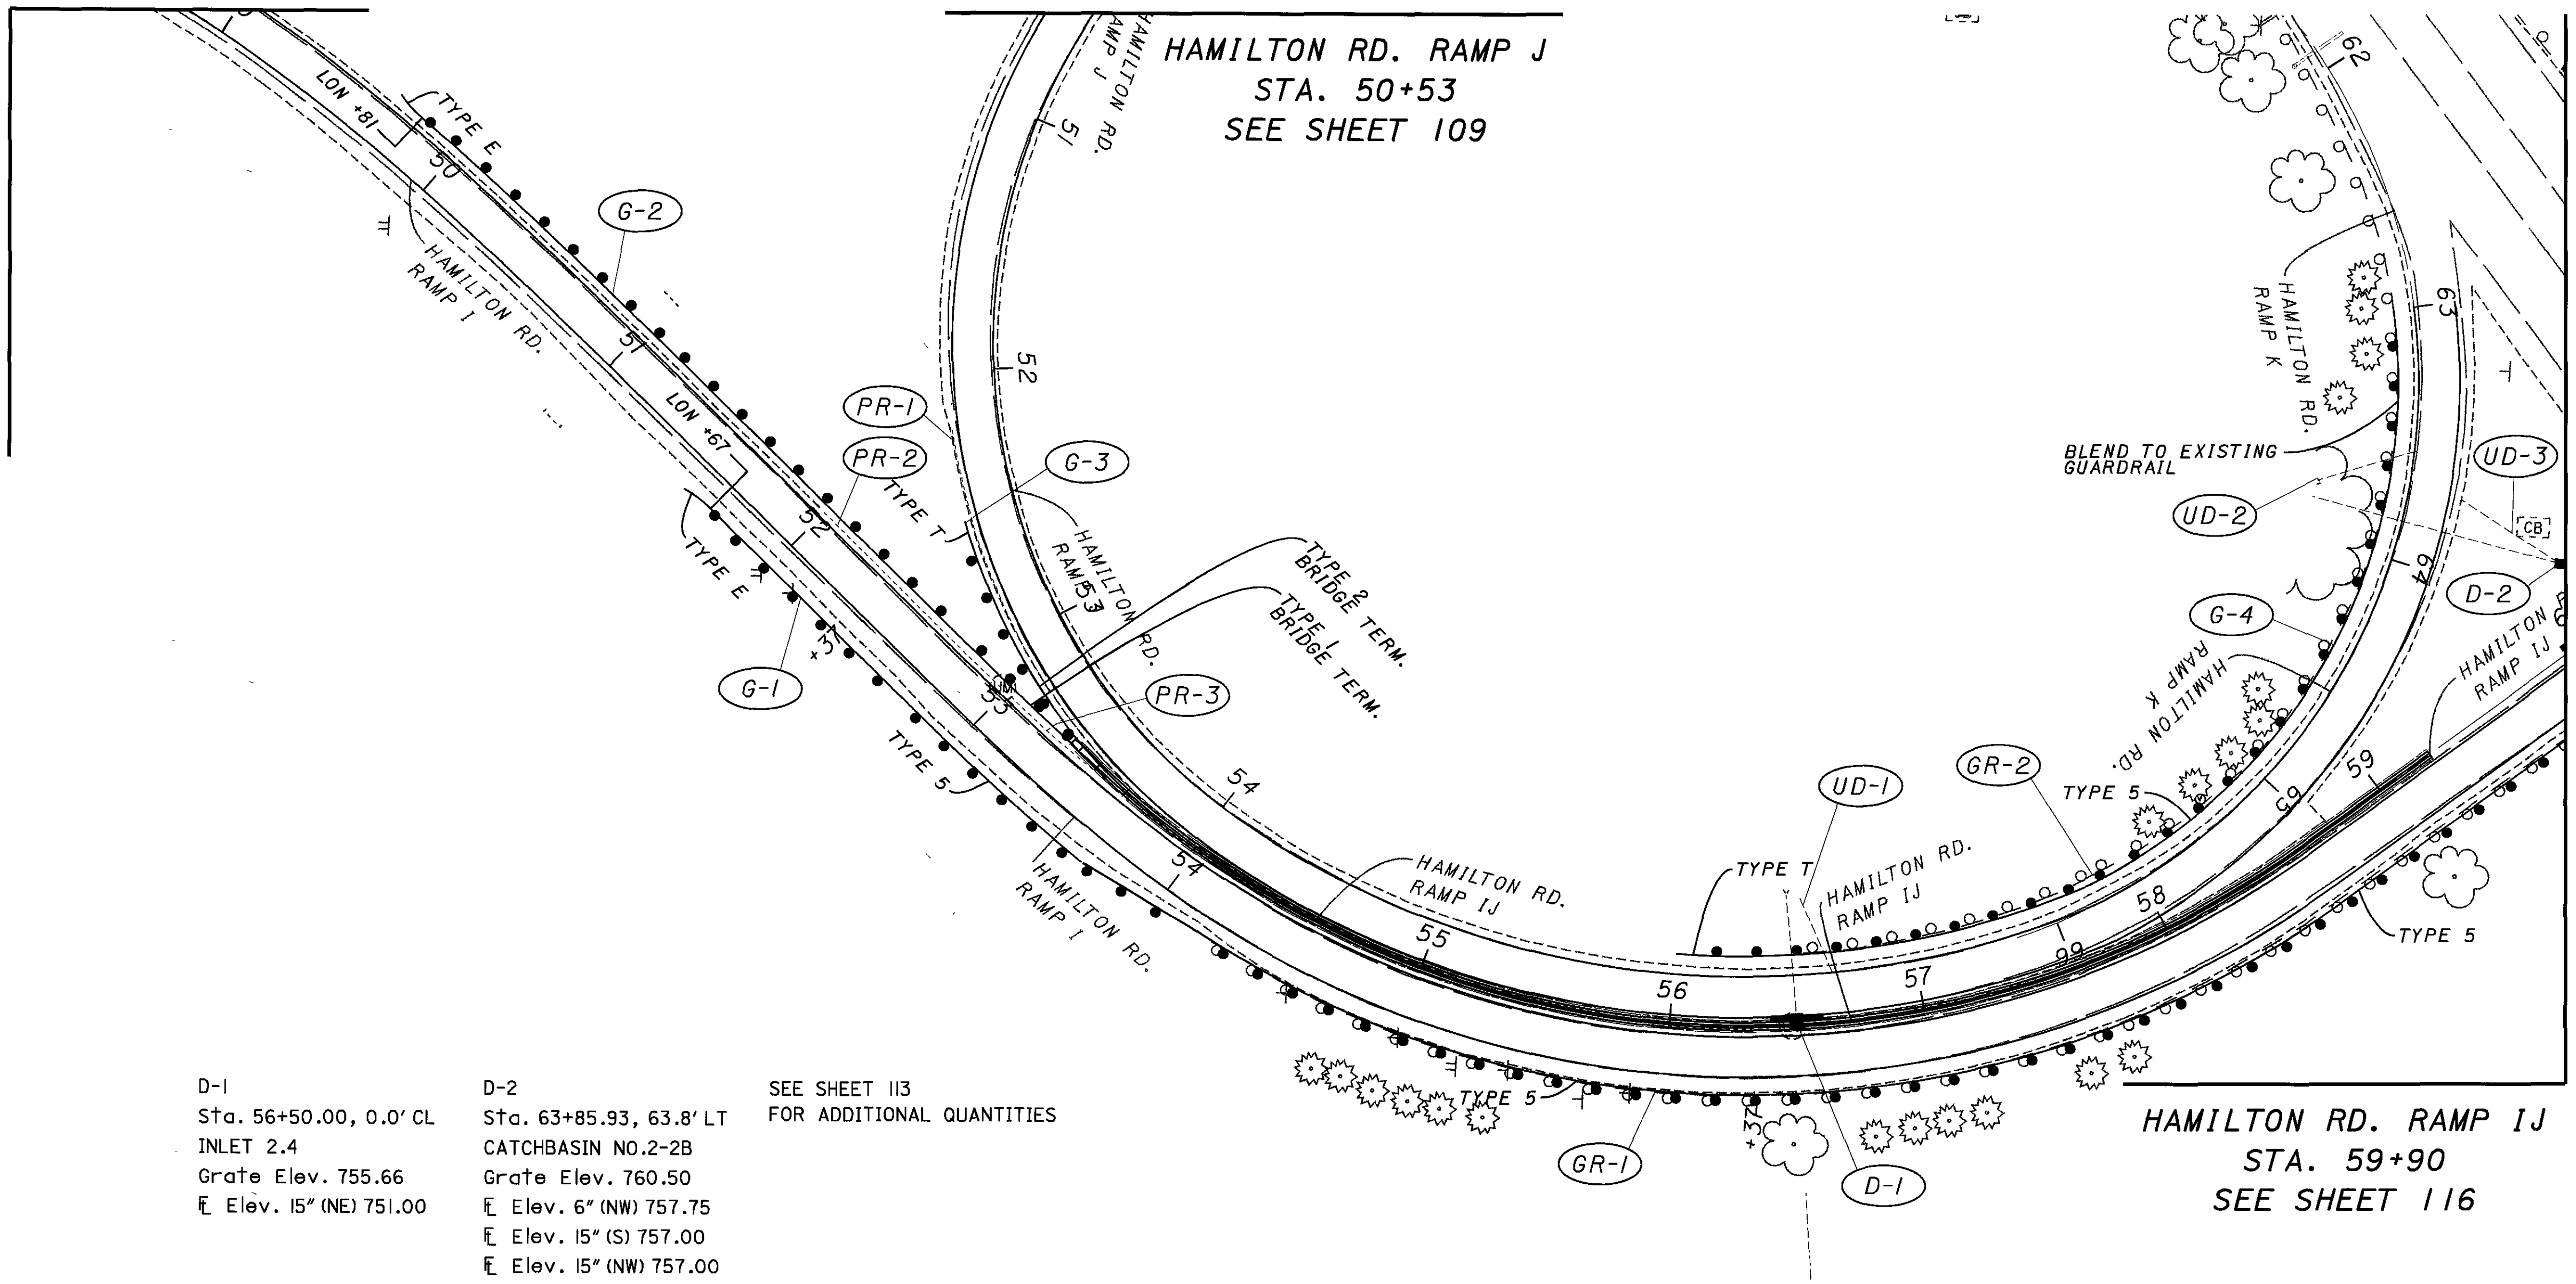 HAMILTON RD. RAMP J
STA. 50+53
SEE SHEET 109
HAMILTON RD.
RAMP J
51
52
53
54
LON +81
TYPE E
50
G-2
HAMILTON RD.
RAMP I
51
LON +67
PR-1
PR-2
G-3
TYPE T
52
TYPE E
+37
G-1
HAMILTON RD.
RAMP J
TYPE 2
BRIDGE TERM.
TYPE 1
BRIDGE TERM.
PR-3
53
TYPE 5
54
HAMILTON RD.
RAMP I
HAMILTON RD.
RAMP IJ
55
56
57
58
59
TYPE T
UD-1
HAMILTON RD.
RAMP IJ
GR-2
TYPE 5
62
63
HAMILTON RD.
RAMP K
BLEND TO EXISTING
GUARDRAIL
UD-3
UD-2
CB
64
D-2
G-4
HAMILTON RD.
RAMP K
HAMILTON
RAMP IJ
65
66
TYPE 5
TYPE 5
+32
GR-1
D-1
HAMILTON RD. RAMP IJ
STA. 59+90
SEE SHEET 116
D-1
Sta. 56+50.00, 0.0' CL
INLET 2.4
Grate Elev. 755.66
FL Elev. 15" (NE) 751.00
D-2
Sta. 63+85.93, 63.8' LT
CATCHBASIN NO.2-2B
Grate Elev. 760.50
FL Elev. 6" (NW) 757.75
FL Elev. 15" (S) 757.00
FL Elev. 15" (NW) 757.00
SEE SHEET 113
FOR ADDITIONAL QUANTITIES